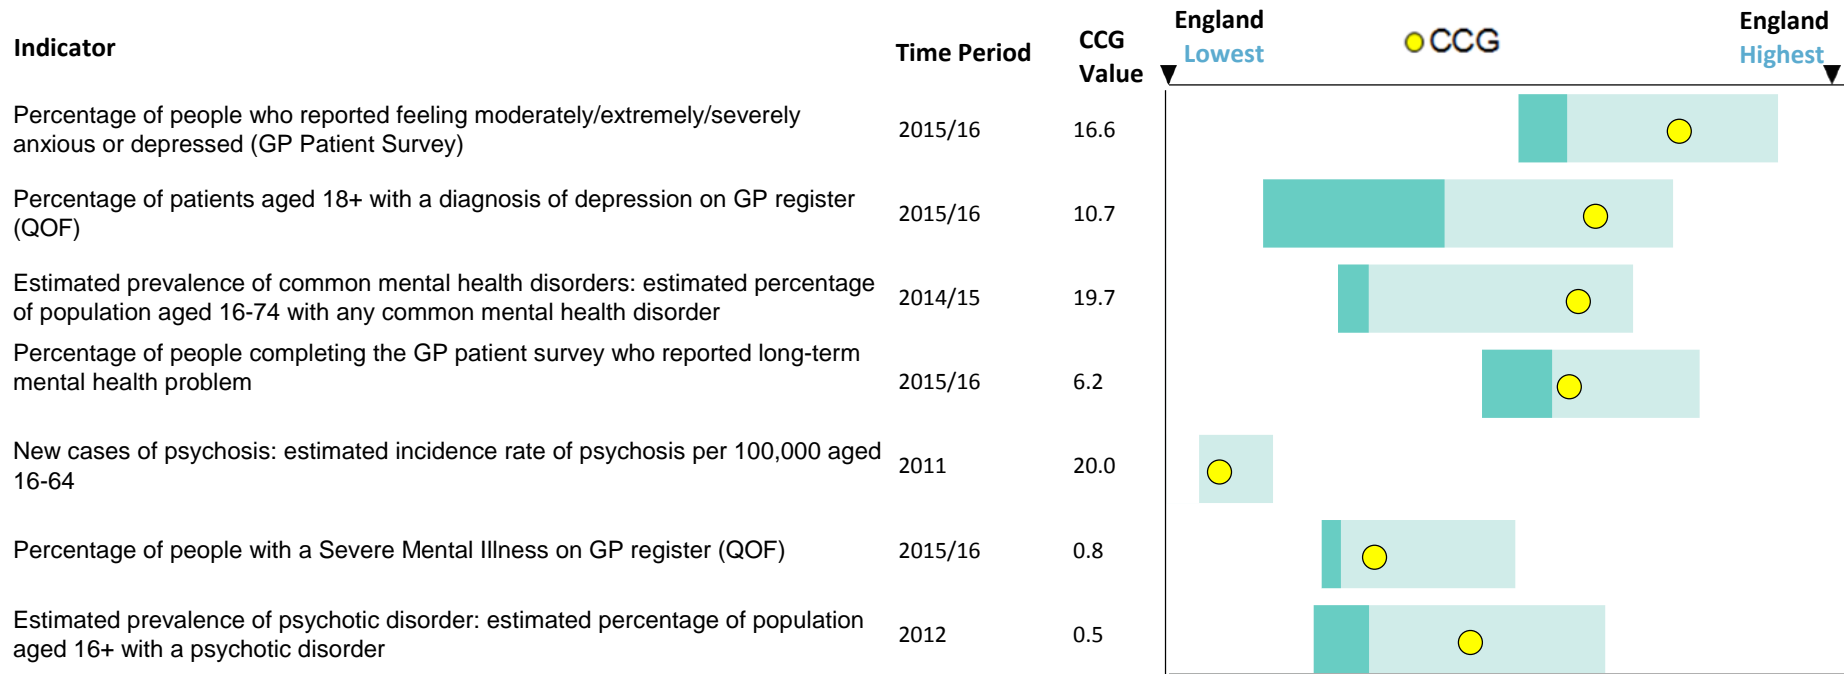 Indicator
Time Period
CCG
Value
England
Lowest
CCG
England
Highest
Percentage of people who reported feeling moderately/extremely/severely
anxious or depressed (GP Patient Survey)
2015/16
16.6
Percentage of patients aged 18+ with a diagnosis of depression on GP register
(QOF)
2015/16
10.7
Estimated prevalence of common mental health disorders: estimated percentage
of population aged 16-74 with any common mental health disorder
2014/15
19.7
Percentage of people completing the GP patient survey who reported long-term
mental health problem
2015/16
6.2
New cases of psychosis: estimated incidence rate of psychosis per 100,000 aged
16-64
2011
20.0
Percentage of people with a Severe Mental Illness on GP register (QOF)
2015/16
0.8
Estimated prevalence of psychotic disorder: estimated percentage of population
aged 16+ with a psychotic disorder
2012
0.5